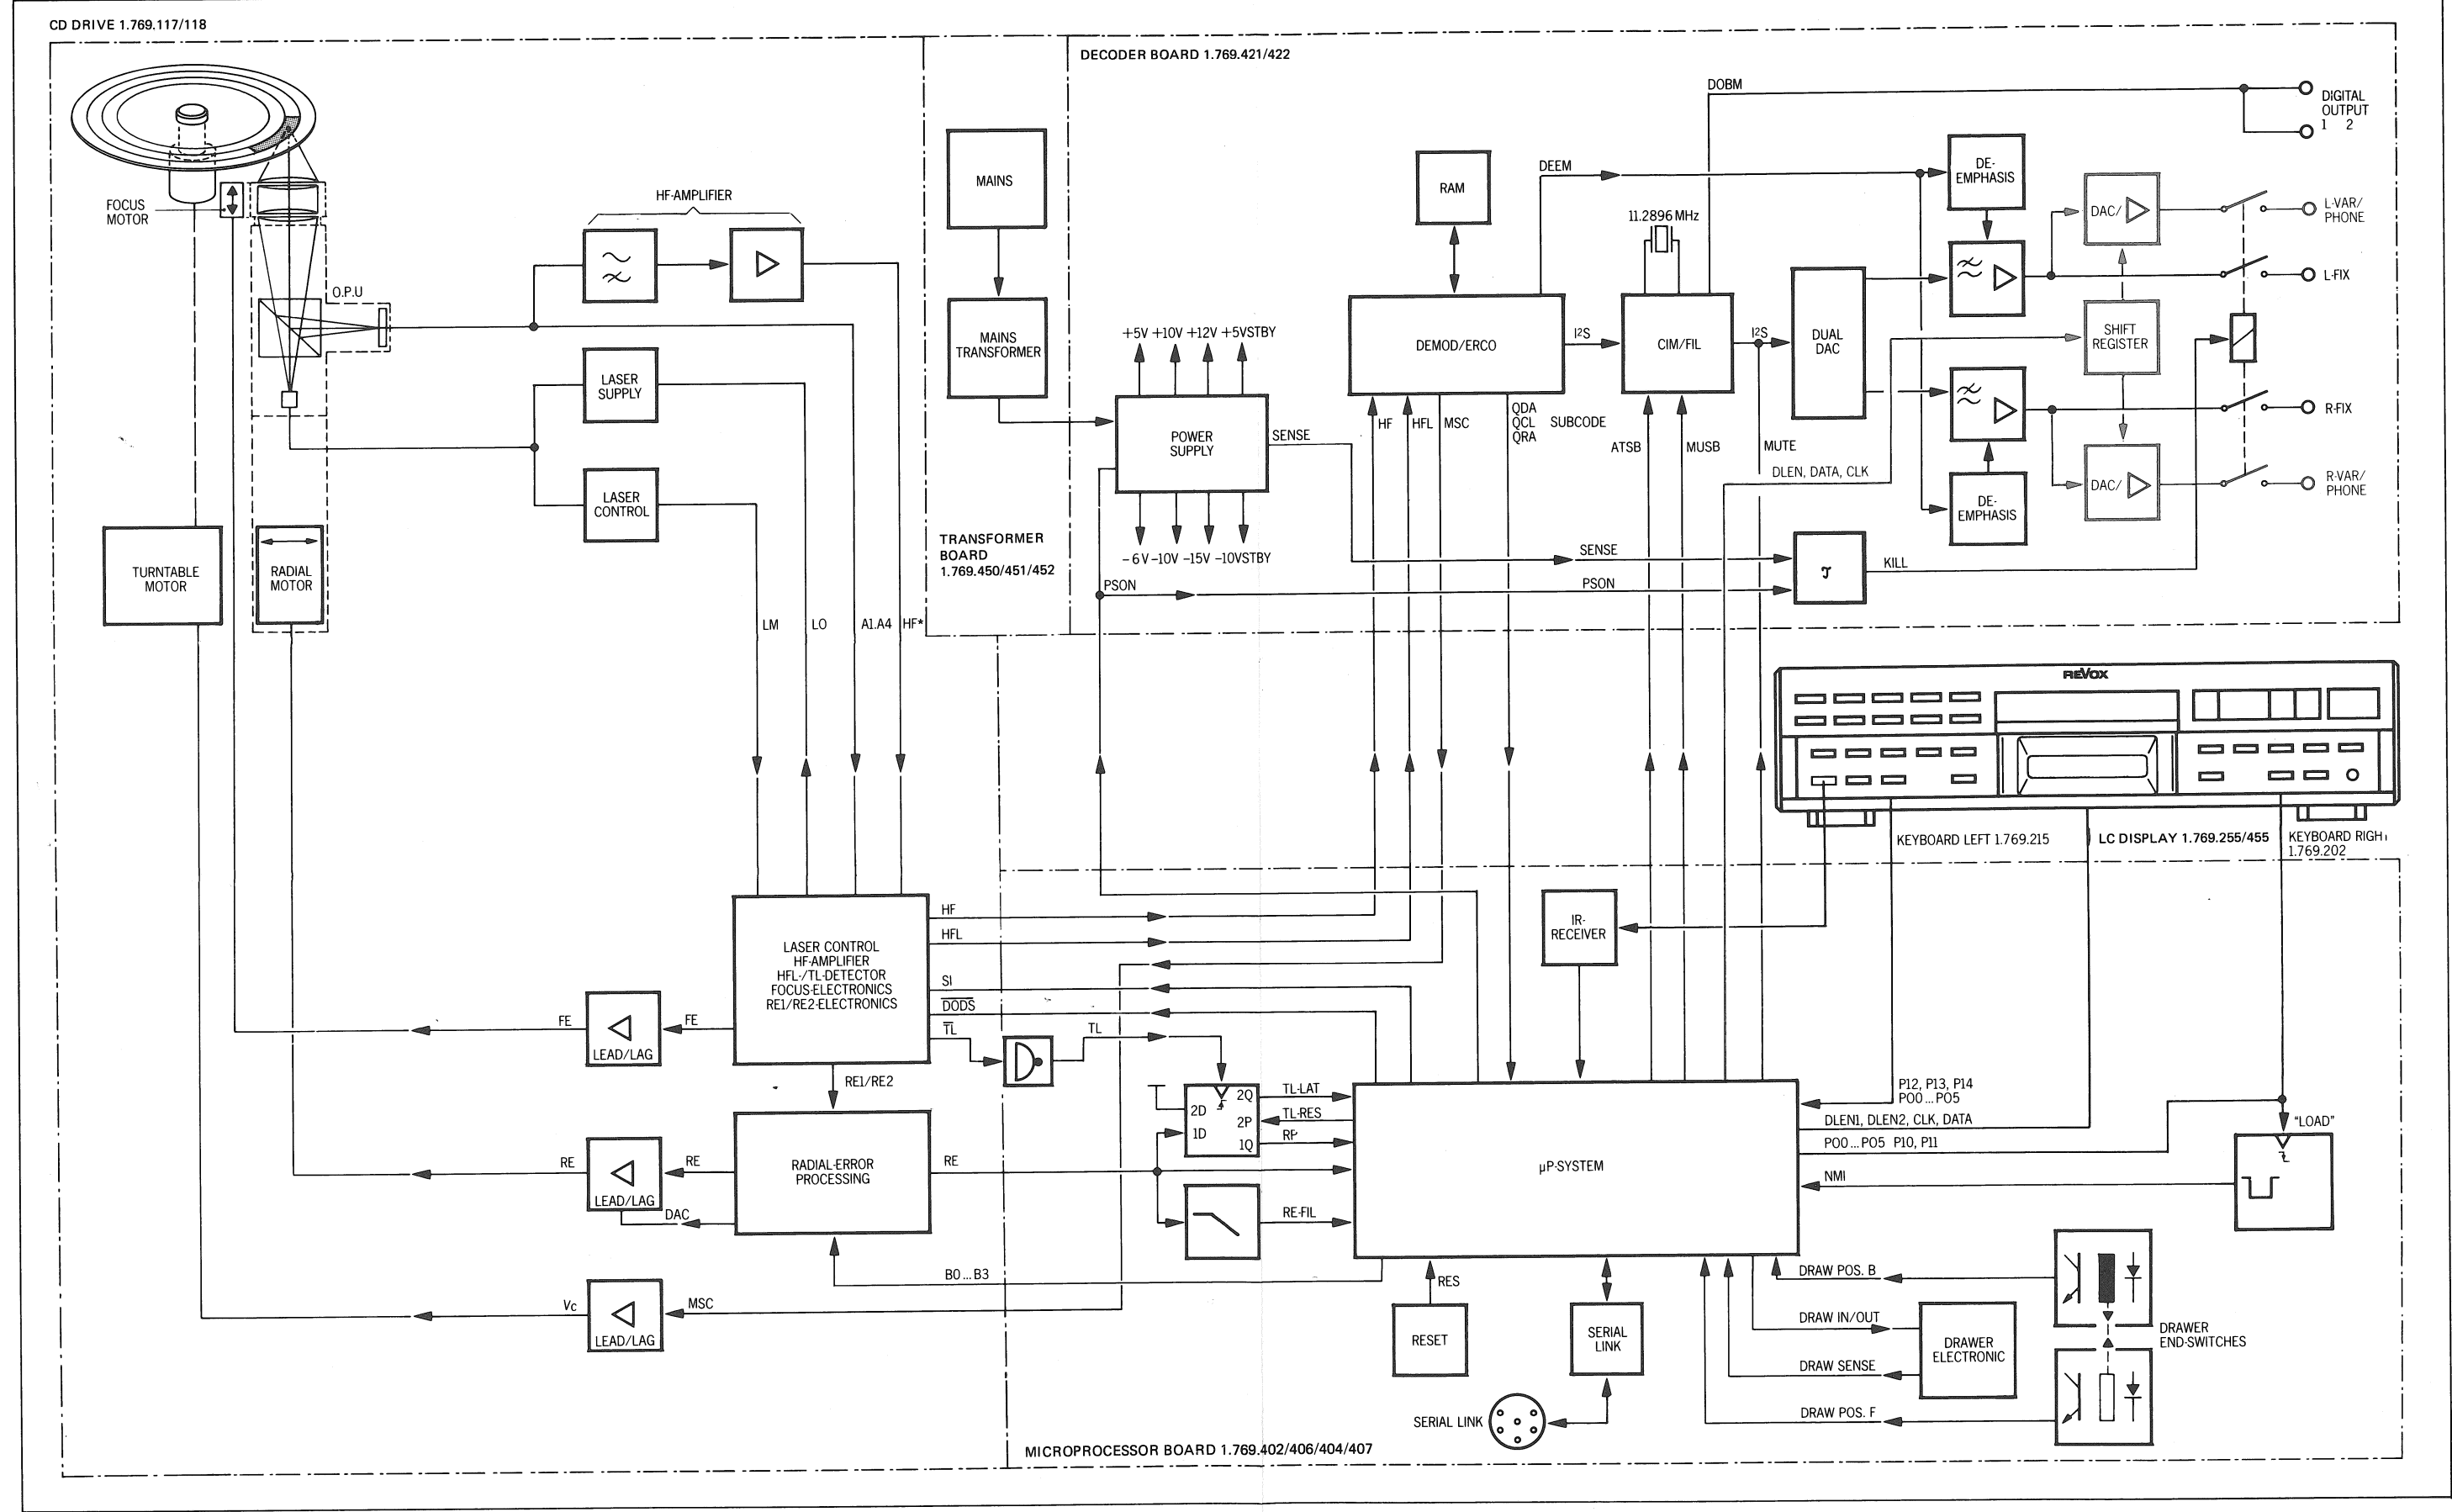 CD DRIVE 1.769.117/118
FOCUS
MOTOR
O.P.U
HF-AMPLIFIER
LASER
SUPPLY
LASER
CONTROL
TURNTABLE
MOTOR
RADIAL
MOTOR
LM
LO
A1.A4
HF*
MAINS
MAINS
TRANSFORMER
TRANSFORMER
BOARD
1.769.450/451/452
DECODER BOARD 1.769.421/422
+5V +10V +12V +5VSTBY
POWER
SUPPLY
SENSE
-6V -10V -15V -10VSTBY
PSON
RAM
DEEM
DOBM
11.2896 MHz
DEMOD/ERCO
I²S
CIM/FIL
I²S
DUAL
DAC
HF
HFL
MSC
QDA
QCL
QRA
SUBCODE
ATSB
MUSB
MUTE
DLEN, DATA, CLK
SENSE
PSON
KILL
DE-
EMPHASIS
DE-
EMPHASIS
DAC/
SHIFT
REGISTER
DAC/
DIGITAL
OUTPUT
1 2
L-VAR/
PHONE
L-FIX
R-FIX
R-VAR/
PHONE
REVOX
KEYBOARD LEFT 1.769.215
LC DISPLAY 1.769.255/455
KEYBOARD RIGHT
1.769.202
LASER CONTROL
HF-AMPLIFIER
HFL-/TL-DETECTOR
FOCUS-ELECTRONICS
RE1/RE2-ELECTRONICS
HF
HFL
SI
DODS
TL
TL
FE
FE
LEAD/LAG
RE1/RE2
RADIAL-ERROR
PROCESSING
RE
RE
LEAD/LAG
DAC
RE
B0...B3
Vc
MSC
LEAD/LAG
2D
2Q
2P
1D
1Q
TL-LAT
TL-RES
RP
RE-FIL
IR-
RECEIVER
µP-SYSTEM
P12, P13, P14
P00...P05
DLEN1, DLEN2, CLK, DATA
P00...P05 P10, P11
NMI
"LOAD"
RES
RESET
SERIAL
LINK
SERIAL LINK
DRAW POS. B
DRAW IN/OUT
DRAW SENSE
DRAW POS. F
DRAWER
ELECTRONIC
DRAWER
END-SWITCHES
MICROPROCESSOR BOARD 1.769.402/406/404/407